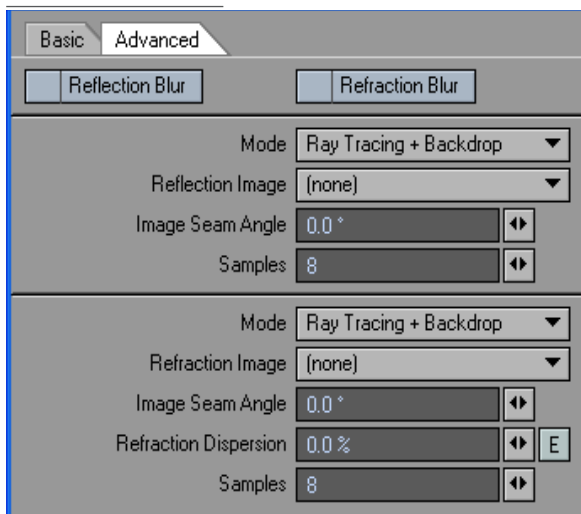 Basic Advanced
Reflection Blur Refraction Blur
Mode Ray Tracing + Backdrop
Reflection Image (none)
Image Seam Angle 0.0 °
Samples 8
Mode Ray Tracing + Backdrop
Refraction Image (none)
Image Seam Angle 0.0 °
Refraction Dispersion 0.0 % E
Samples 8